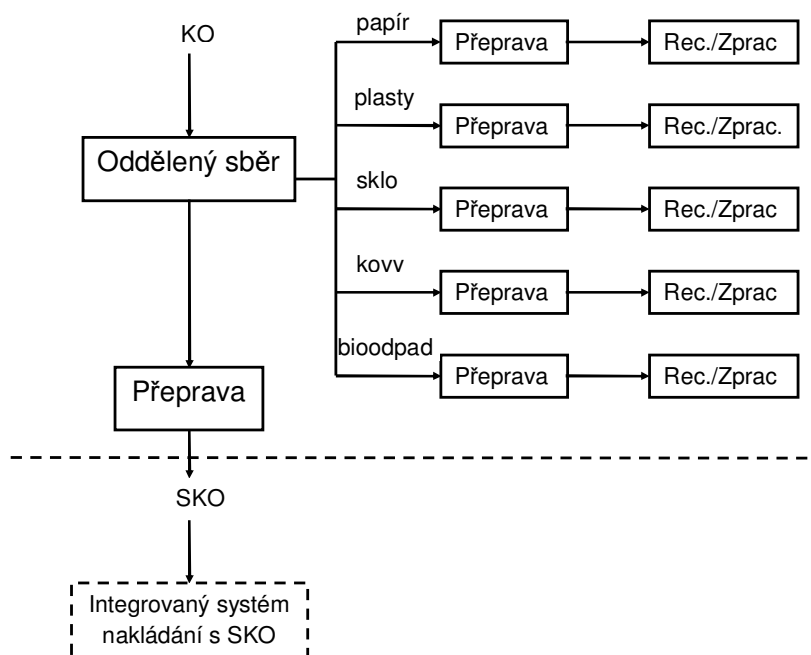 KO
Oddělený sběr
papír
Přeprava
Rec./Zprac
plasty
Přeprava
Rec./Zprac.
sklo
Přeprava
Rec./Zprac
kovv
Přeprava
Rec./Zprac
bioodpad
Přeprava
Rec./Zprac
Přeprava
SKO
Integrovaný systém
nakládání s SKO